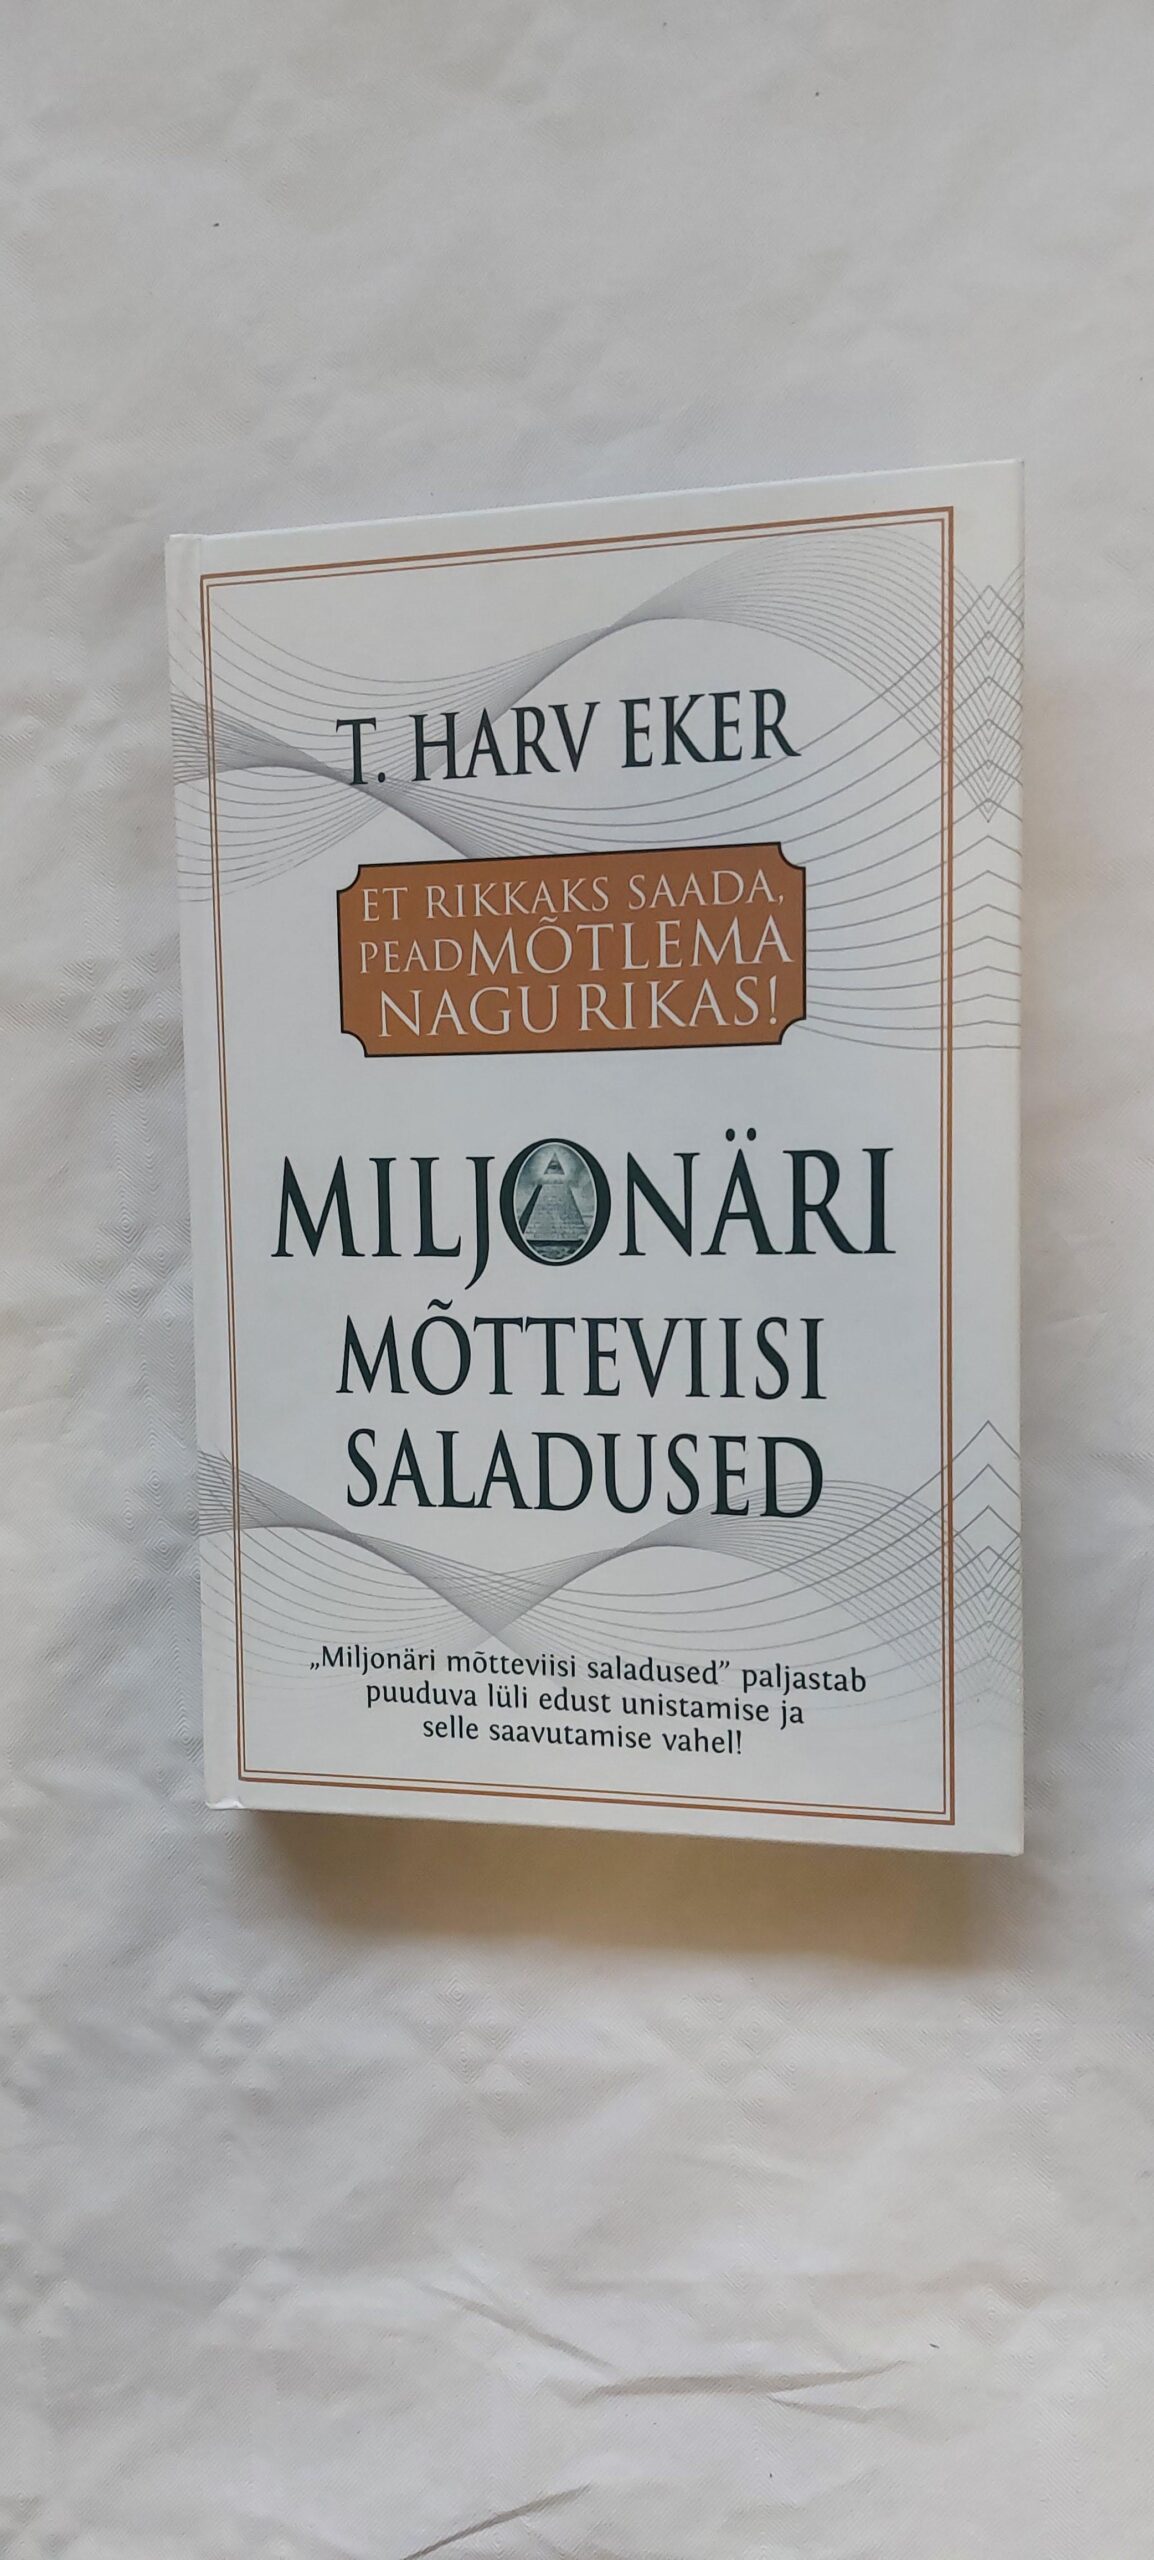 T. HARV EKER
ET RIKKAKS SAADA,
PEAD MÕTLEMA
NAGU RIKAS!
MILJONÄRI
MÕTTEVIISI
SALADUSED
„Miljonäri mõtteviisi saladused” paljastab
puuduva lüli edust unistamise ja
selle saavutamise vahel!